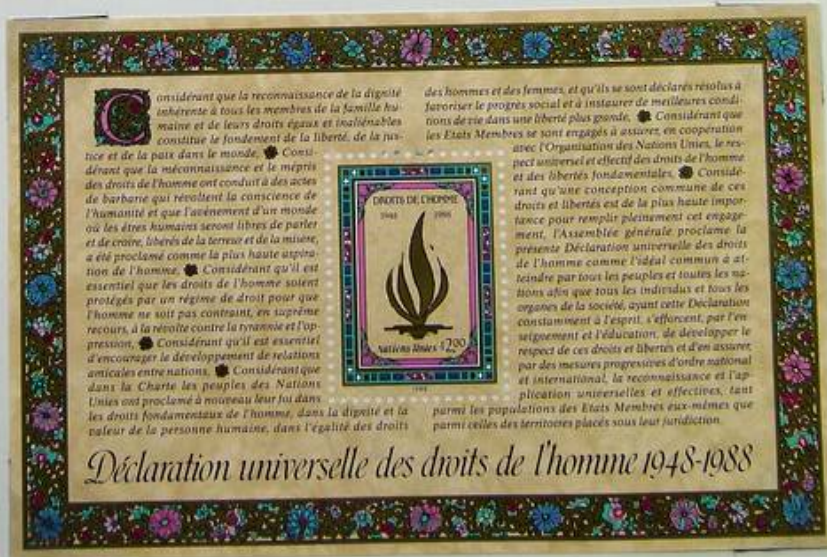 Considérant que la reconnaissance de la dignité
inhérente à tous les membres de la famille hu-
maine et de leurs droits égaux et inaliénables
constitue le fondement de la liberté, de la jus-
tice et de la paix dans le monde, Consi-
dérant que la méconnaissance et le mépris
des droits de l'homme ont conduit à des actes
de barbarie qui révoltent la conscience de
l'humanité et que l'avènement d'un monde
où les êtres humains seront libres de parler
et de croire, libérés de la terreur et de la misère,
a été proclamé comme la plus haute aspira-
tion de l'homme, Considérant qu'il est
essentiel que les droits de l'homme soient
protégés par un régime de droit pour que
l'homme ne soit pas contraint, en suprême
recours, à la révolte contre la tyrannie et l'op-
pression, Considérant qu'il est essentiel
d'encourager le développement de relations
amicales entre nations, Considérant que
dans la Charte les peuples des Nations
Unies ont proclamé à nouveau leur foi dans
les droits fondamentaux de l'homme, dans la dignité et la
valeur de la personne humaine, dans l'égalité des droits
des hommes et des femmes, et qu'ils se sont déclarés résolus à
favoriser le progrès social et à instaurer de meilleures condi-
tions de vie dans une liberté plus grande, Considérant que
les Etats Membres se sont engagés à assurer, en coopération
avec l'Organisation des Nations Unies, le res-
pect universel et effectif des droits de l'homme
et des libertés fondamentales, Considé-
rant qu'une conception commune de ces
droits et libertés est de la plus haute impor-
tance pour remplir pleinement cet engage-
ment, l'Assemblée générale proclame la
présente Déclaration universelle des droits
de l'homme comme l'idéal commun à at-
teindre par tous les peuples et toutes les na-
tions afin que tous les individus et tous les
organes de la société, ayant cette Déclaration
constamment à l'esprit, s'efforcent, par l'en-
seignement et l'éducation, de développer le
respect de ces droits et libertés et d'en assurer,
par des mesures progressives d'ordre national
et international, la reconnaissance et l'ap-
plication universelles et effectives, tant
parmi les populations des Etats Membres eux-mêmes que
parmi celles des territoires placés sous leur juridiction.
DROITS DE L'HOMME
1948 1988
Nations Unies 2,00
1988
Déclaration universelle des droits de l'homme 1948-1988